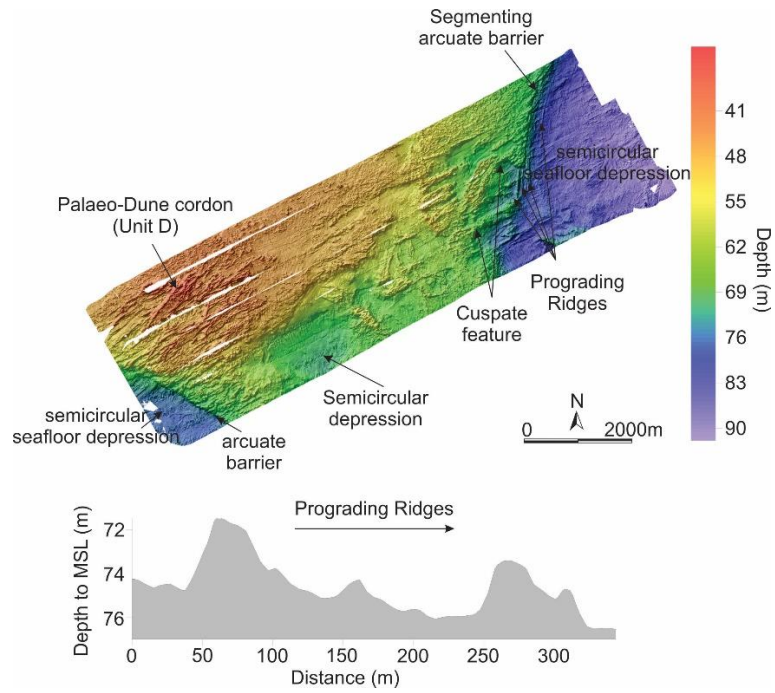 Segmenting
arcuate barrier
41
48
55
62
69
76
83
90
Depth (m)
semicircular
seafloor depression
Palaeo-Dune cordon
(Unit D)
Prograding
Ridges
Cuspate
feature
Semicircular
depression
semicircular
seafloor depression
arcuate
barrier
N
0 2000m
Prograding Ridges
Depth to MSL (m)
72
74
76
0 50 100 150 200 250 300
Distance (m)